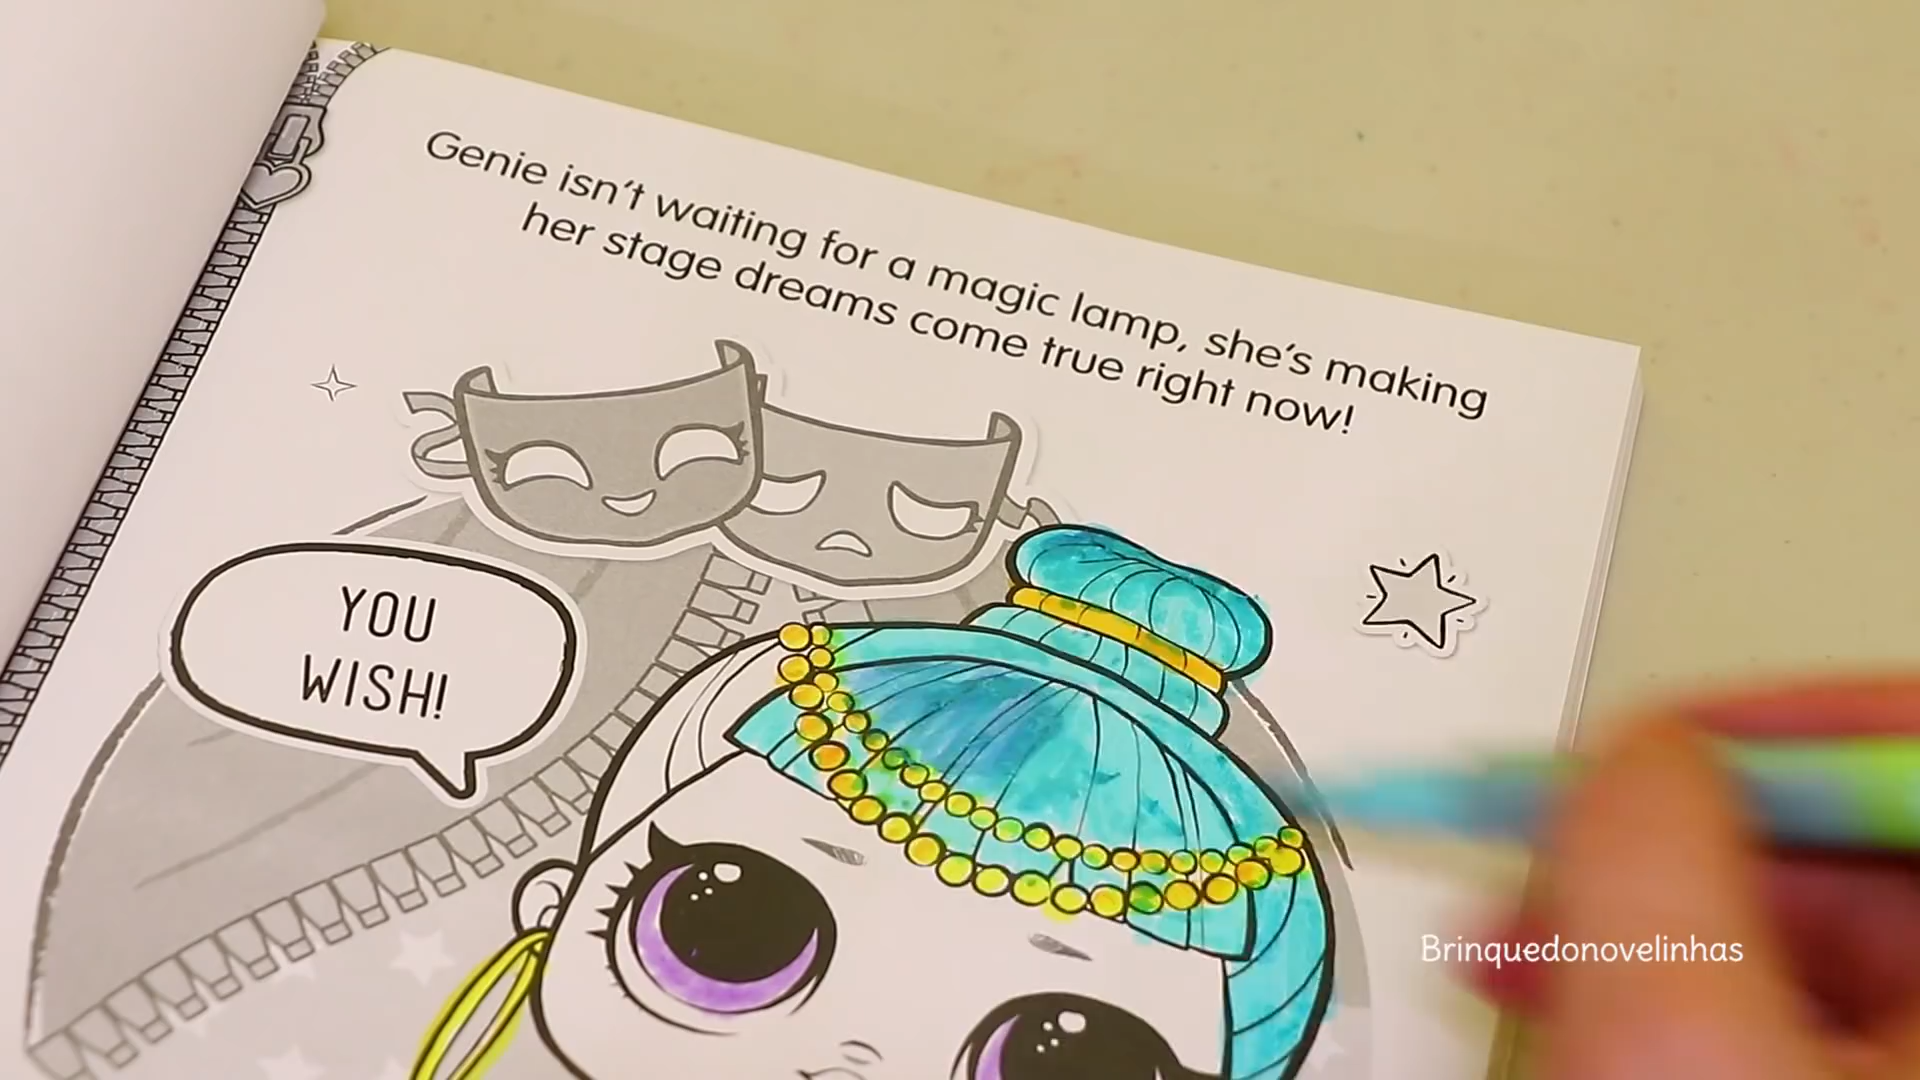 Genie isn't waiting for a magic lamp, she's making
her stage dreams come true right now!
YOU
WISH!
Brinquedonovelinhas